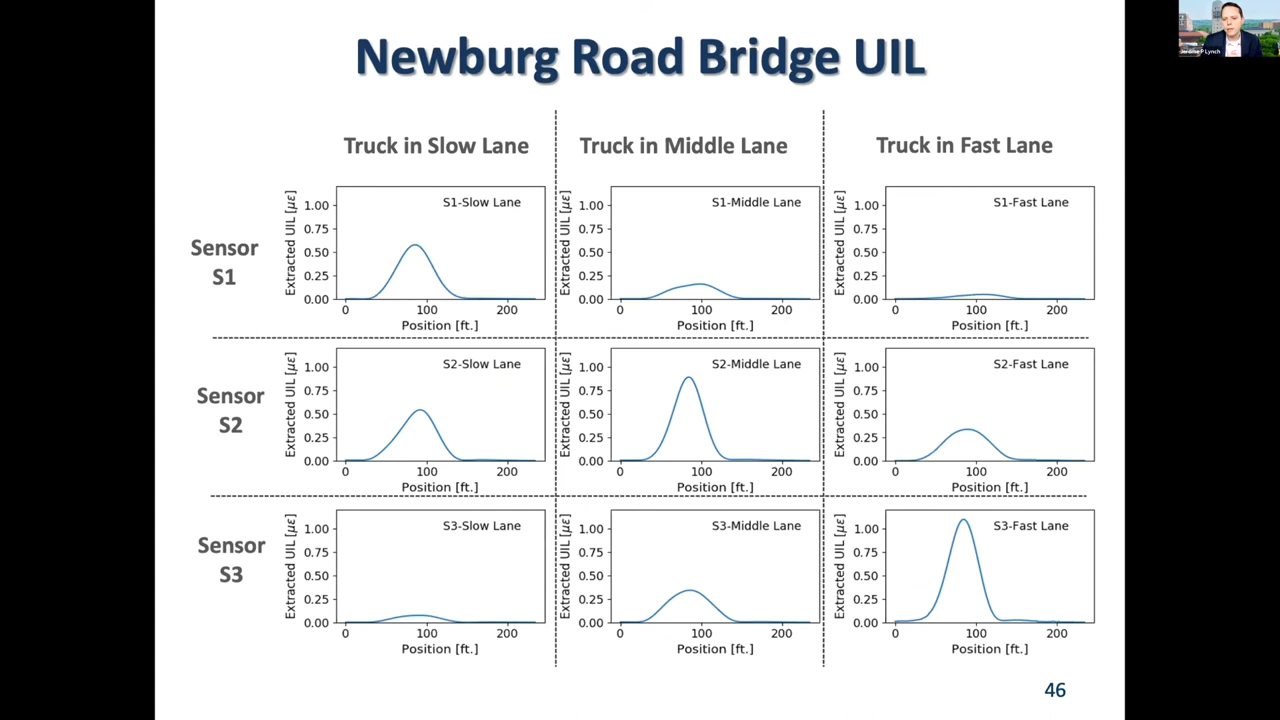 Newburg Road Bridge UIL
Jerome P Lynch
Truck in Slow Lane
Truck in Middle Lane
Truck in Fast Lane
Sensor
S1
Extracted UIL [με]
1.00
0.75
0.50
0.25
0.00
S1-Slow Lane
0 100 200
Position [ft.]
Extracted UIL [με]
1.00
0.75
0.50
0.25
0.00
S1-Middle Lane
0 100 200
Position [ft.]
Extracted UIL [με]
1.00
0.75
0.50
0.25
0.00
S1-Fast Lane
0 100 200
Position [ft.]
Sensor
S2
Extracted UIL [με]
1.00
0.75
0.50
0.25
0.00
S2-Slow Lane
0 100 200
Position [ft.]
Extracted UIL [με]
1.00
0.75
0.50
0.25
0.00
S2-Middle Lane
0 100 200
Position [ft.]
Extracted UIL [με]
1.00
0.75
0.50
0.25
0.00
S2-Fast Lane
0 100 200
Position [ft.]
Sensor
S3
Extracted UIL [με]
1.00
0.75
0.50
0.25
0.00
S3-Slow Lane
0 100 200
Position [ft.]
Extracted UIL [με]
1.00
0.75
0.50
0.25
0.00
S3-Middle Lane
0 100 200
Position [ft.]
Extracted UIL [με]
1.00
0.75
0.50
0.25
0.00
S3-Fast Lane
0 100 200
Position [ft.]
46